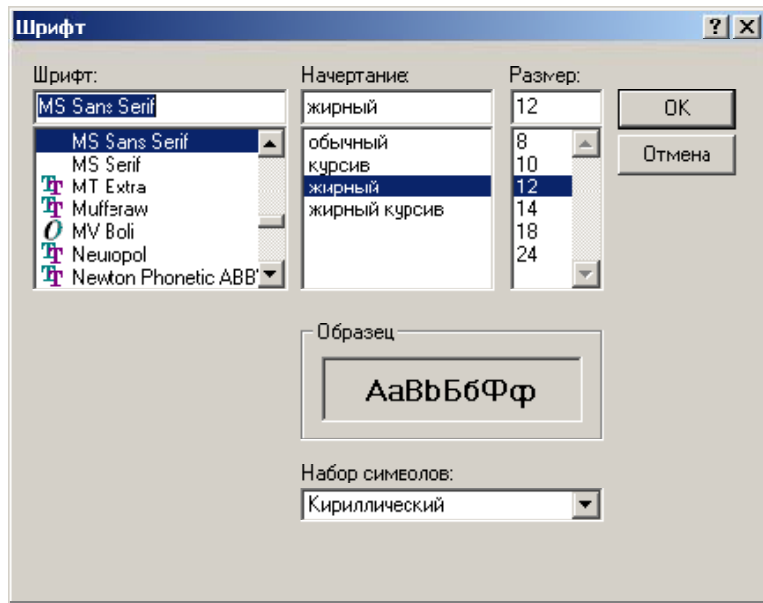 Шрифт
Шрифт:
MS Sans Serif
MS Sans Serif
MS Serif
MT Extra
Mufferaw
MV Boli
Neuropol
Newton Phonetic ABB
Начертание:
жирный
обычный
курсив
жирный
жирный курсив
Размер:
12
8
10
12
14
18
24
OK
Отмена
Образец
AaBbБбФф
Набор символов:
Кириллический